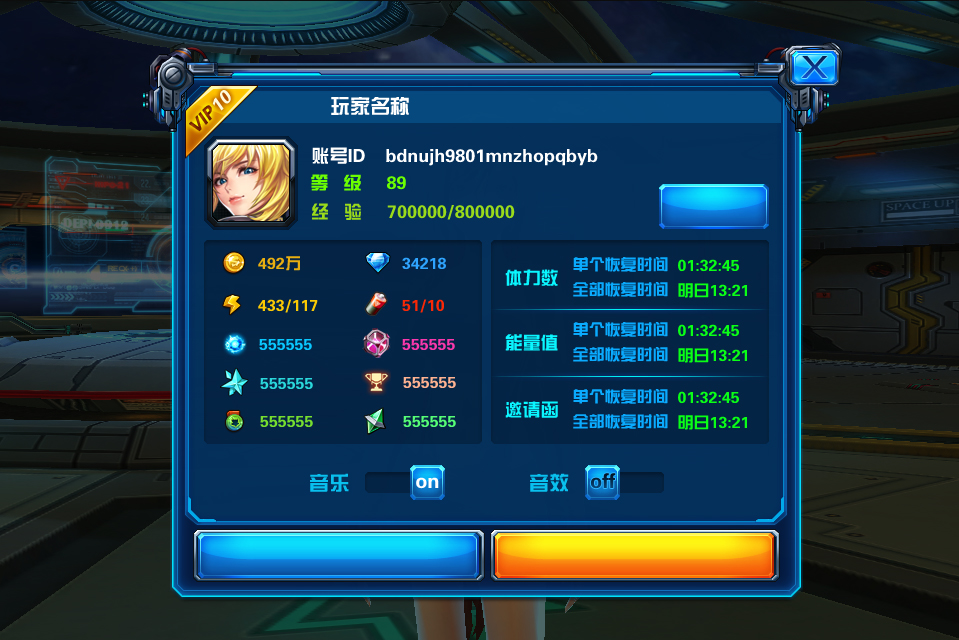 VIP10
玩家名称
X
账号ID bdnujh9801mnzhopqbyb
等 级 89
经 验 700000/800000
SPACE UP
492万 34218
433/117 51/10
555555 555555
555555 555555
555555 555555
体力数
单个恢复时间 01:32:45
全部恢复时间 明日13:21
能量值
单个恢复时间 01:32:45
全部恢复时间 明日13:21
邀请函
单个恢复时间 01:32:45
全部恢复时间 明日13:21
音乐 on
音效 off